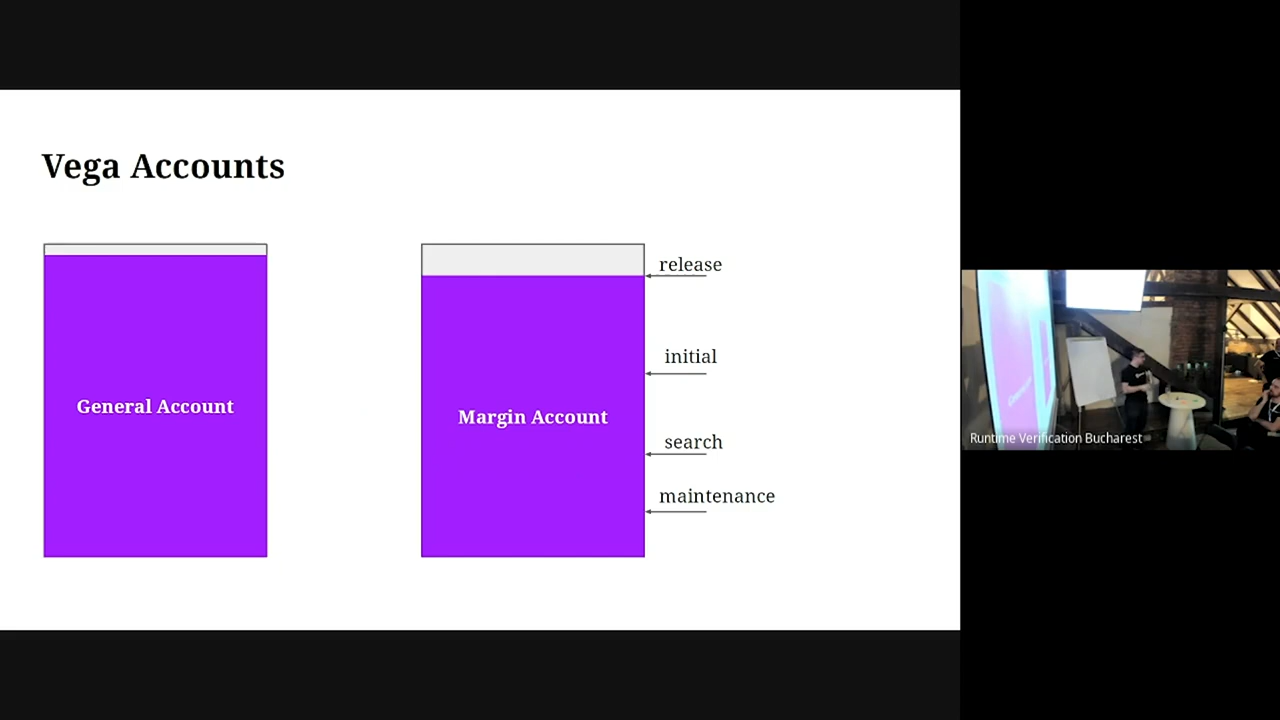 Vega Accounts
General Account
Margin Account
release
initial
search
maintenance
Runtime Verification Bucharest